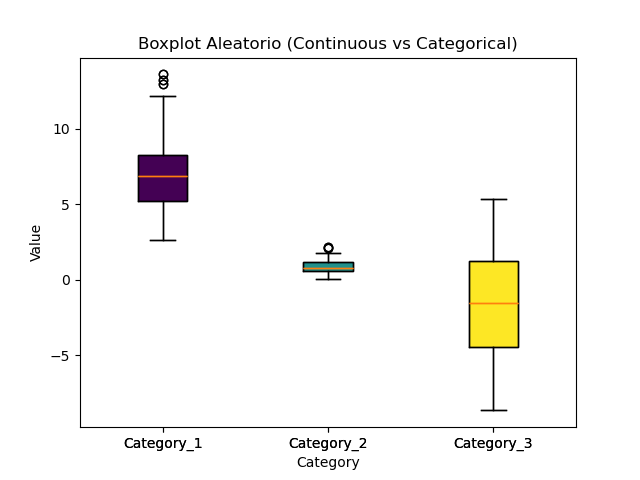 Boxplot Aleatorio (Continuous vs Categorical)
10
5
0
−5
Value
Category_1 Category_2 Category_3
Category